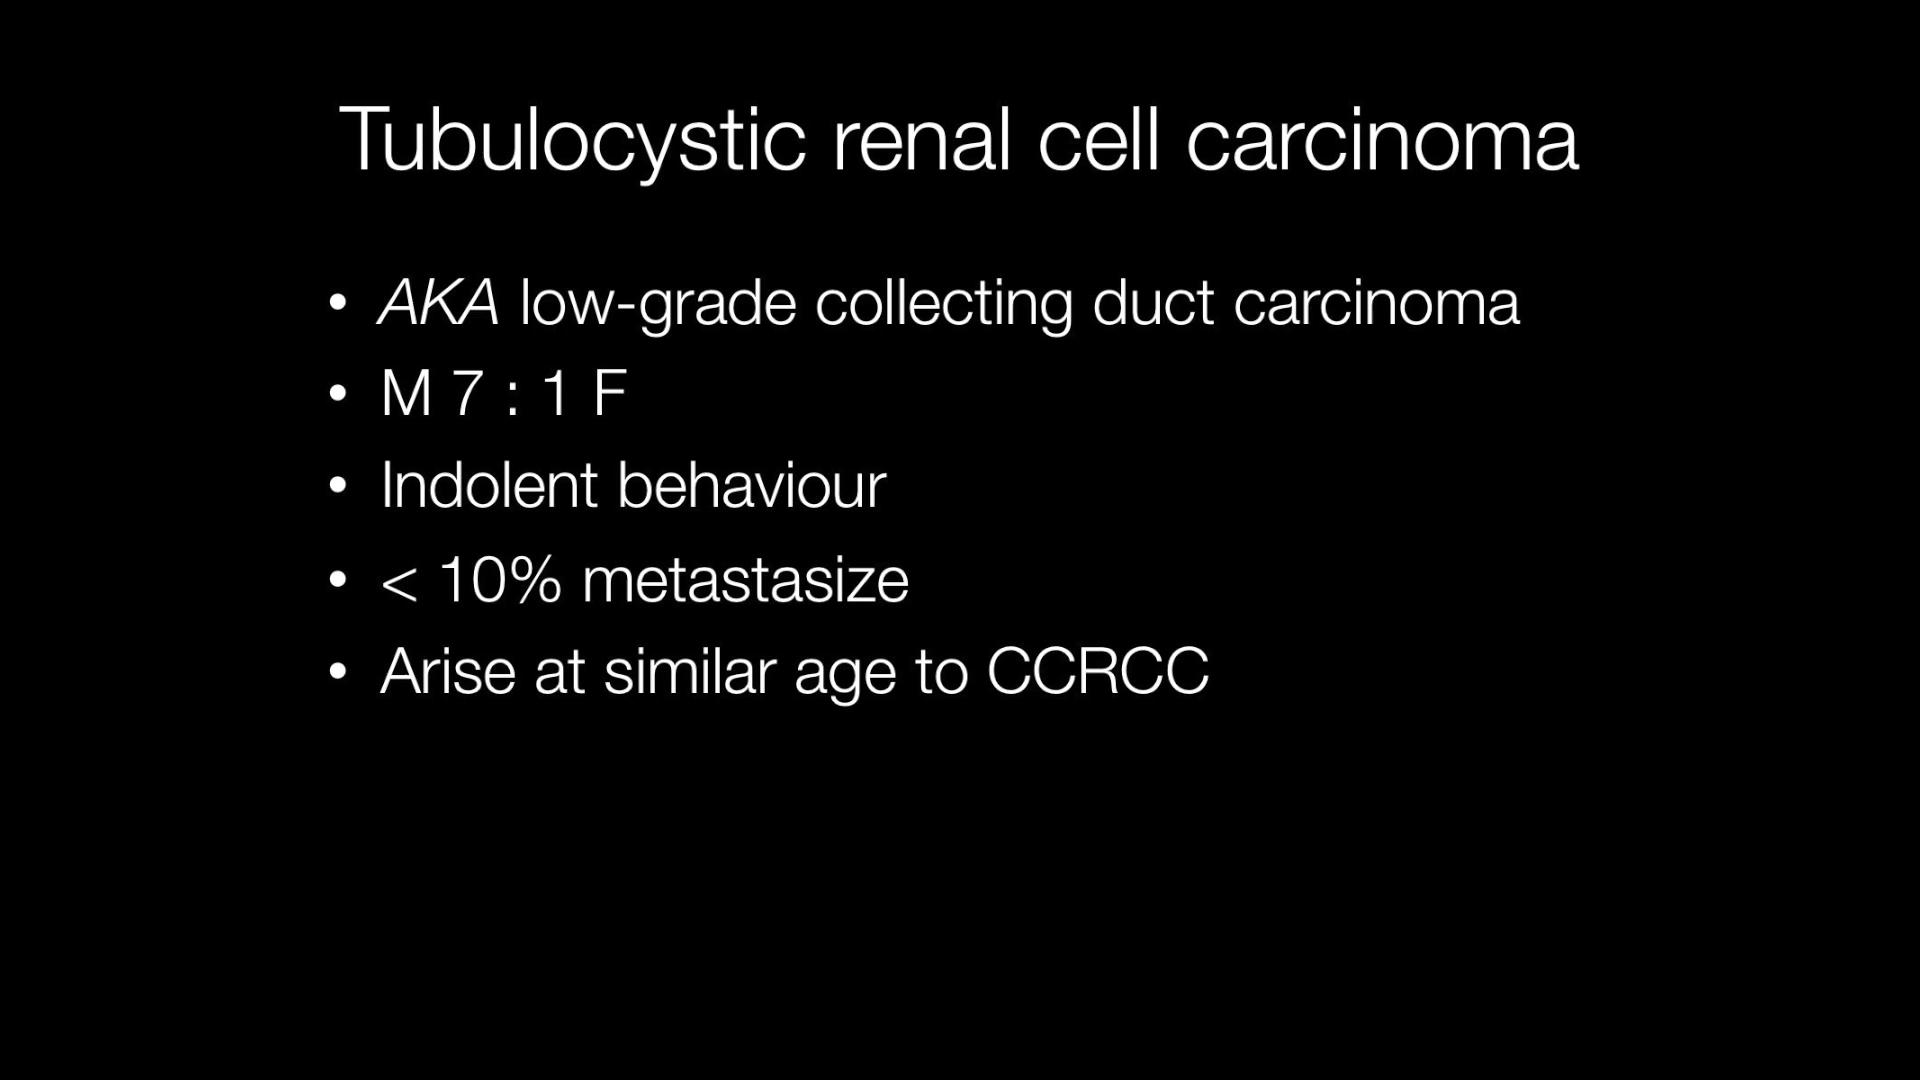 Tubulocystic renal cell carcinoma
• AKA low-grade collecting duct carcinoma
• M 7 : 1 F
• Indolent behaviour
• < 10% metastasize
• Arise at similar age to CCRCC